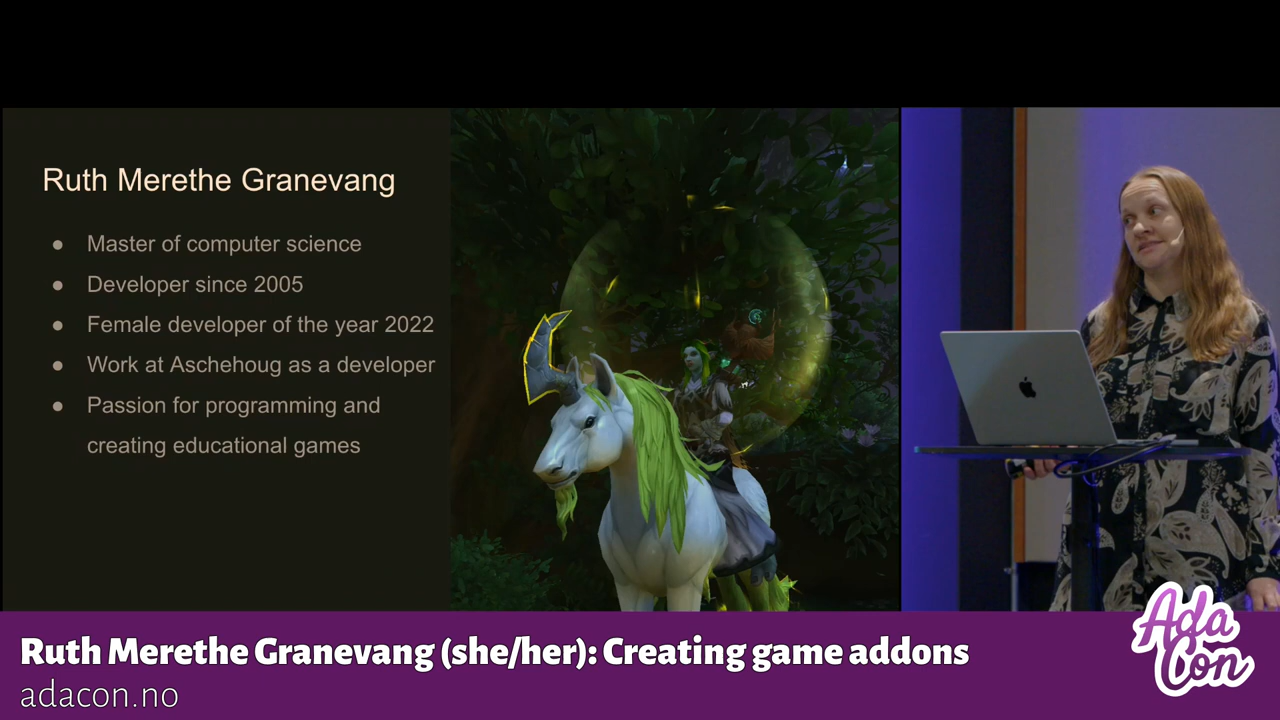 Ruth Merethe Granevang
● Master of computer science
● Developer since 2005
● Female developer of the year 2022
● Work at Aschehoug as a developer
● Passion for programming and
creating educational games
Ruth Merethe Granevang (she/her): Creating game addons
adacon.no
Ada
Con